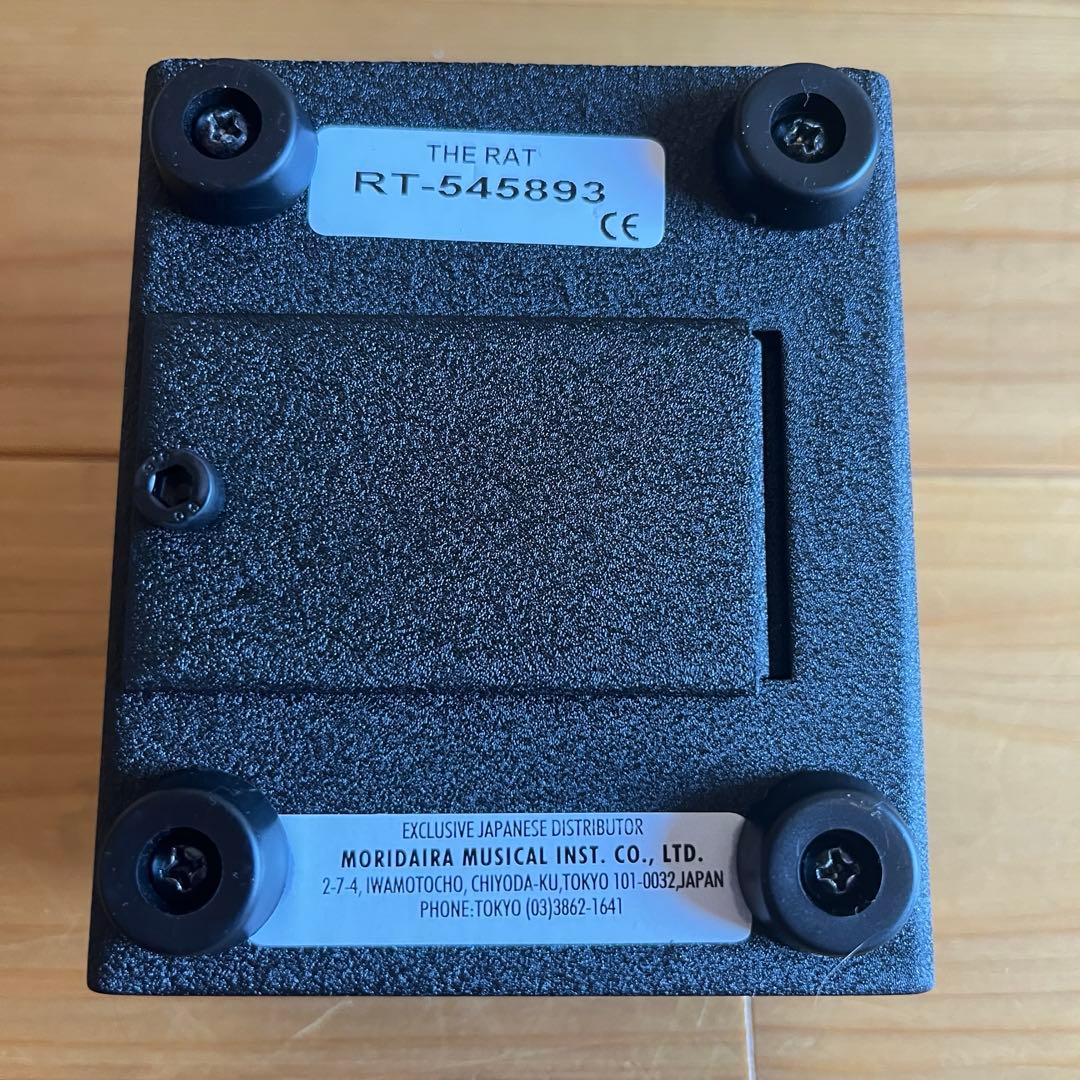 THE RAT
RT-545893
CE
EXCLUSIVE JAPANESE DISTRIBUTOR
MORIDAIRA MUSICAL INST. CO., LTD.
2-7-4, IWAMOTOCHO, CHIYODA-KU,TOKYO 101-0032,JAPAN
PHONE:TOKYO (03)3862-1641